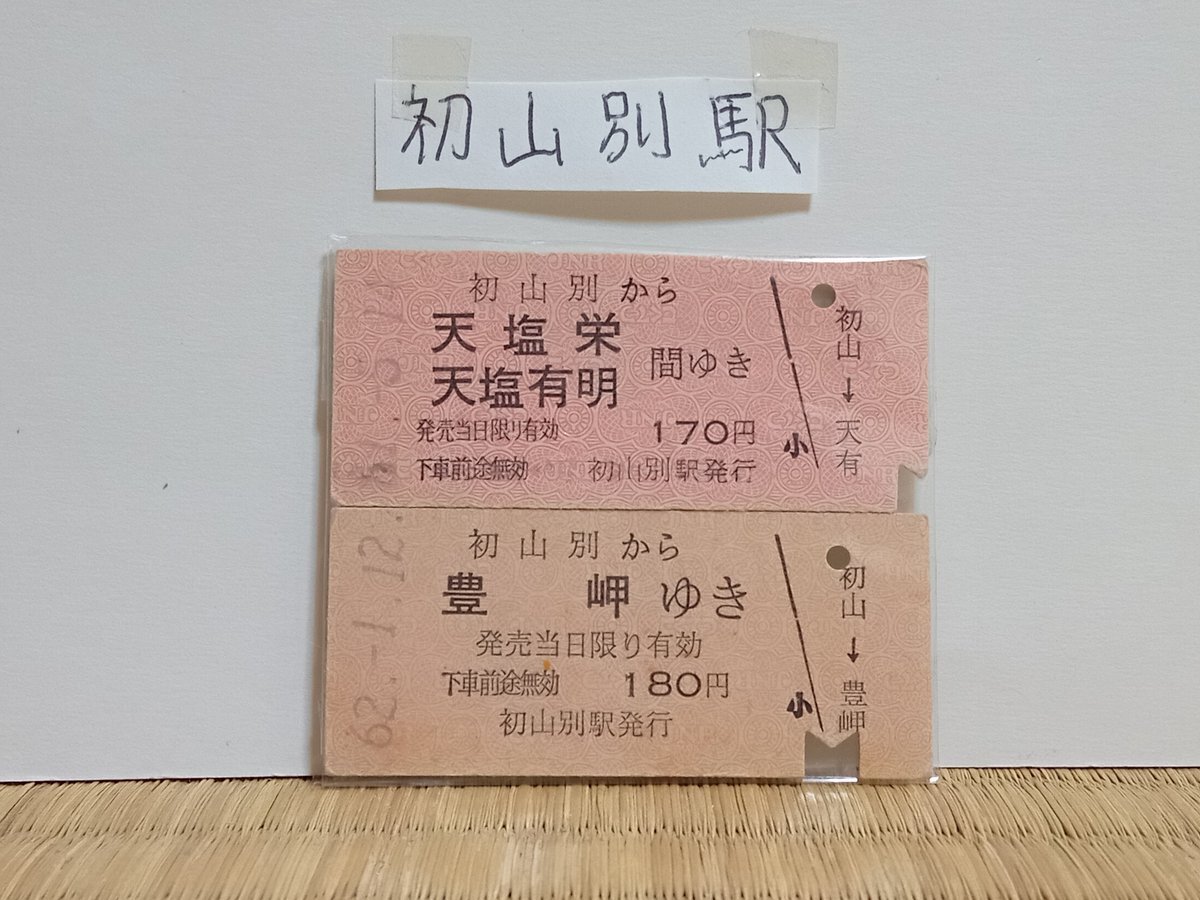 初山別駅
初山別から
天塩栄
天塩有明
間ゆき
発売当日限り有効
170円
下車前途無効
初山別駅発行
小
初山→天有
62.-1.12.
初山別から
豊岬ゆき
発売当日限り有効
下車前途無効
180円
初山別駅発行
小
初山→豊岬